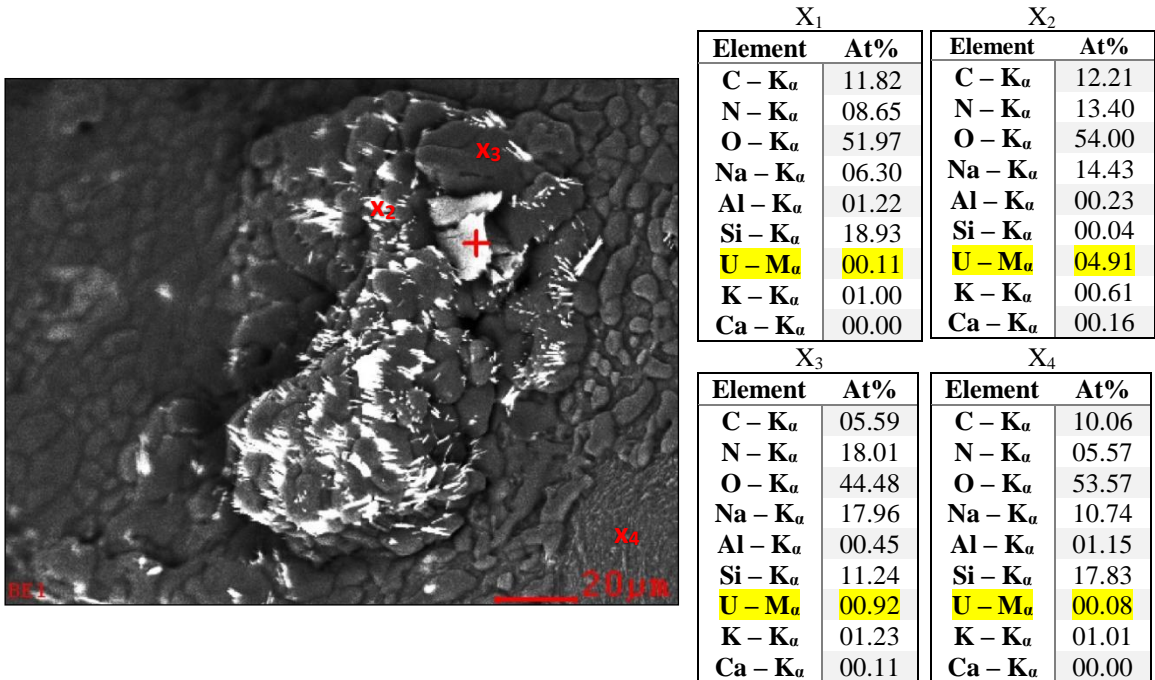 X₁ X₂
Element At% Element At%
C – Kα 11.82 C – Kα 12.21
N – Kα 08.65 N – Kα 13.40
O – Kα 51.97 O – Kα 54.00
Na – Kα 06.30 Na – Kα 14.43
Al – Kα 01.22 Al – Kα 00.23
Si – Kα 18.93 Si – Kα 00.04
U – Mα 00.11 U – Mα 04.91
K – Kα 01.00 K – Kα 00.61
Ca – Kα 00.00 Ca – Kα 00.16
X₃ X₄
Element At% Element At%
C – Kα 05.59 C – Kα 10.06
N – Kα 18.01 N – Kα 05.57
O – Kα 44.48 O – Kα 53.57
Na – Kα 17.96 Na – Kα 10.74
Al – Kα 00.45 Al – Kα 01.15
Si – Kα 11.24 Si – Kα 17.83
U – Mα 00.92 U – Mα 00.08
K – Kα 01.23 K – Kα 01.01
Ca – Kα 00.11 Ca – Kα 00.00
x₃
x₂
x₄
BEI 20μm